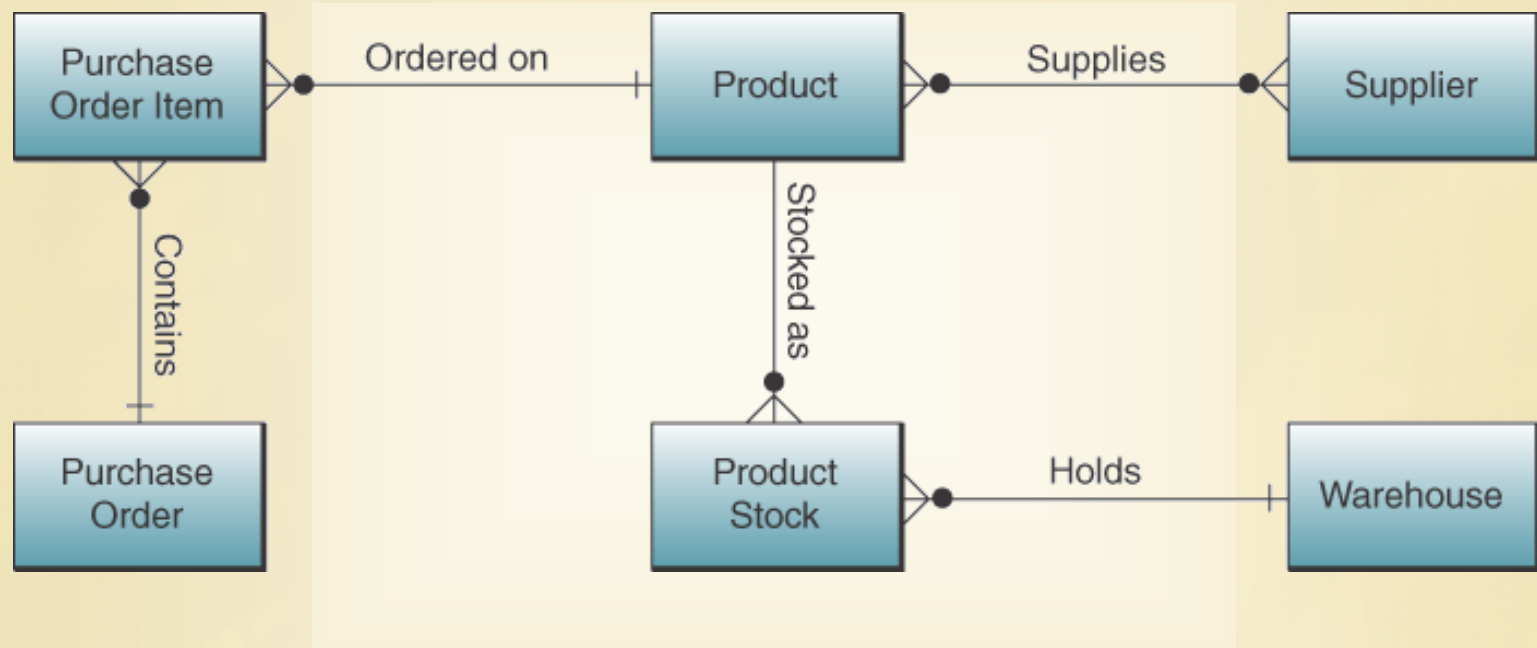 Purchase
Order Item
Ordered on
Product
Supplies
Supplier
Contains
Stocked as
Purchase
Order
Product
Stock
Holds
Warehouse